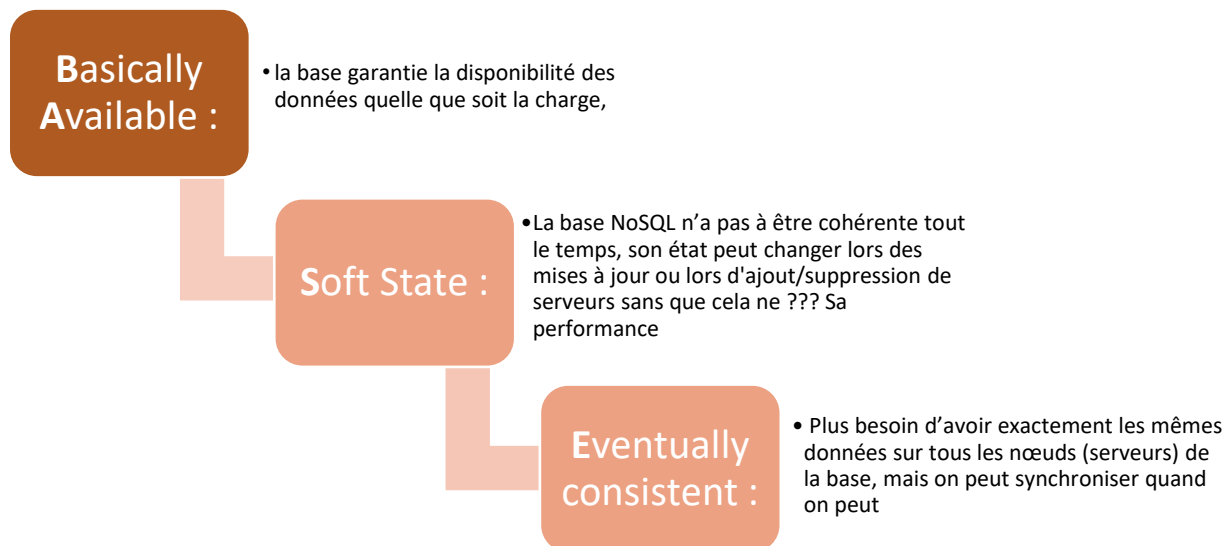 Basically
Available :
• la base garantie la disponibilité des
données quelle que soit la charge,
Soft State :
•La base NoSQL n’a pas à être cohérente tout
le temps, son état peut changer lors des
mises à jour ou lors d'ajout/suppression de
serveurs sans que cela ne ??? Sa
performance
Eventually
consistent :
• Plus besoin d’avoir exactement les mêmes
données sur tous les nœuds (serveurs) de
la base, mais on peut synchroniser quand
on peut